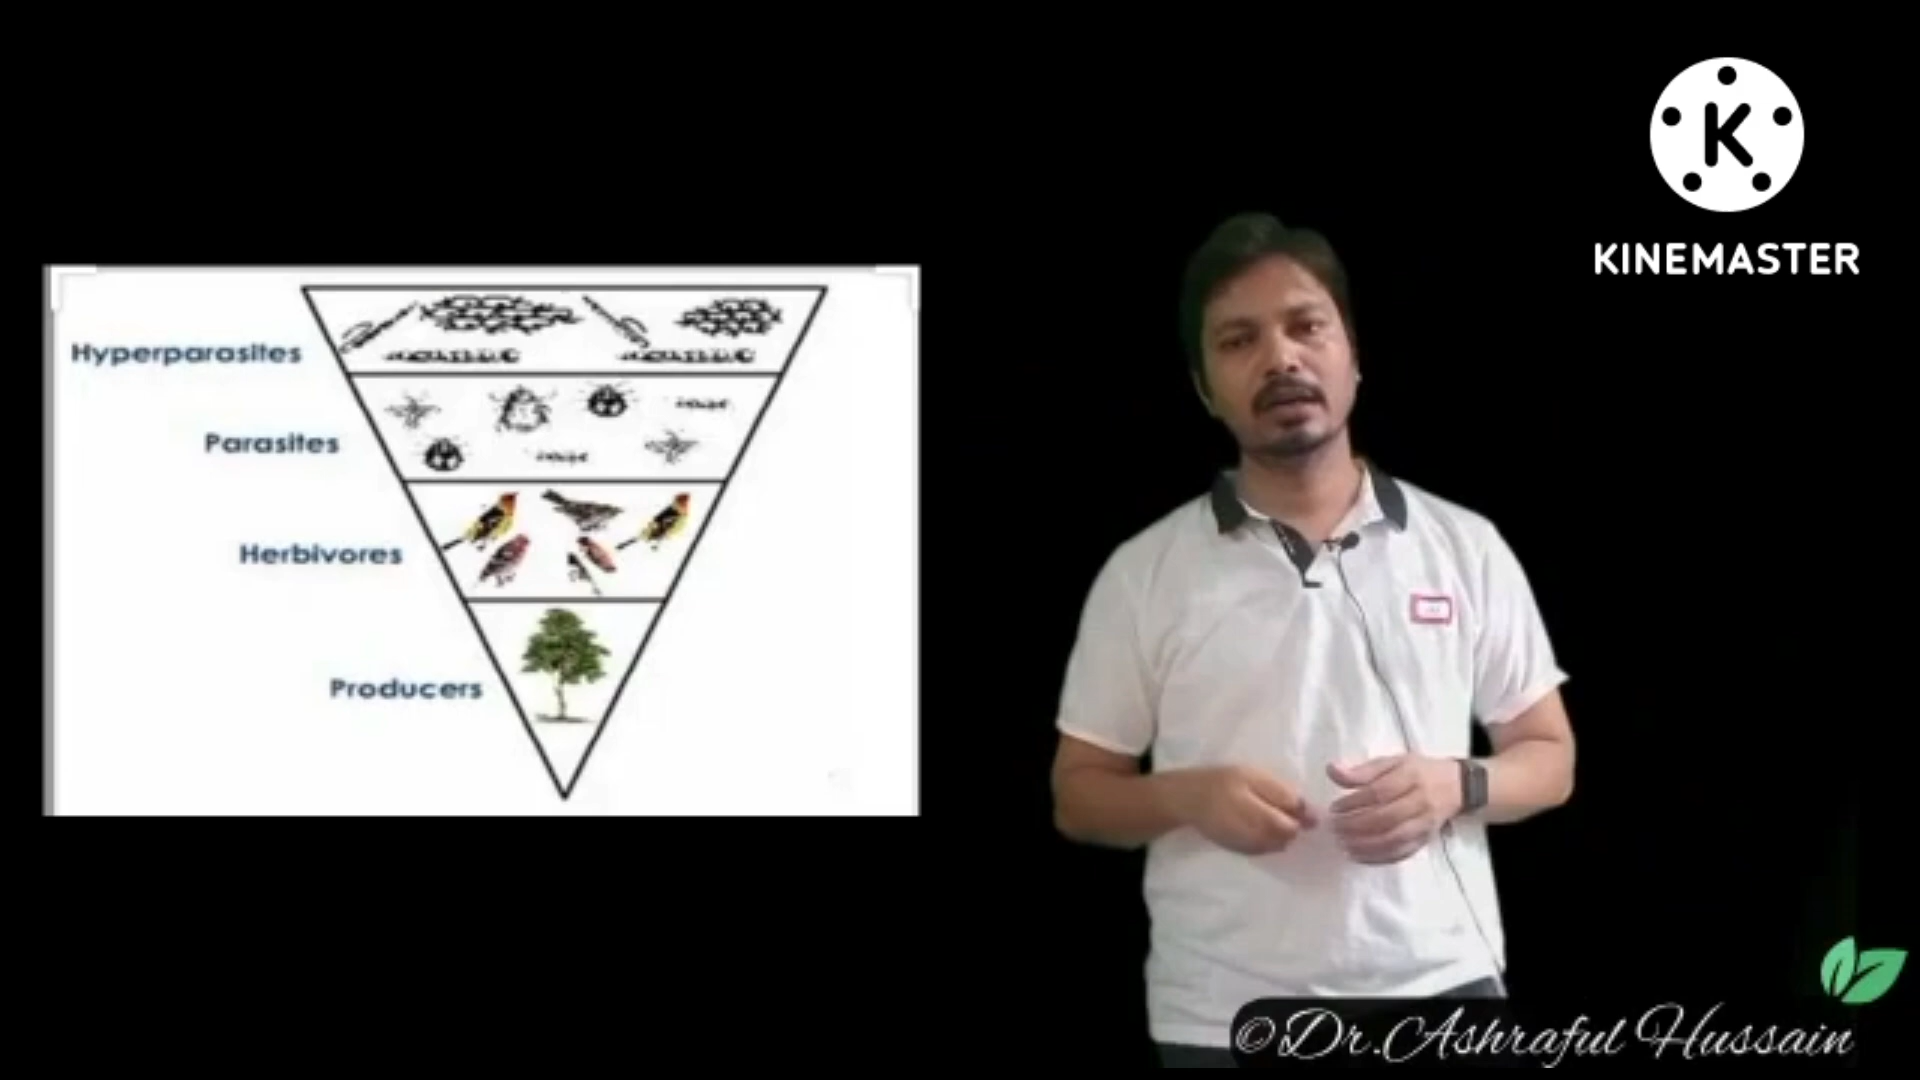 K
KINEMASTER
Hyperparasites
Parasites
Herbivores
Producers
©Dr.Ashraful Hussain